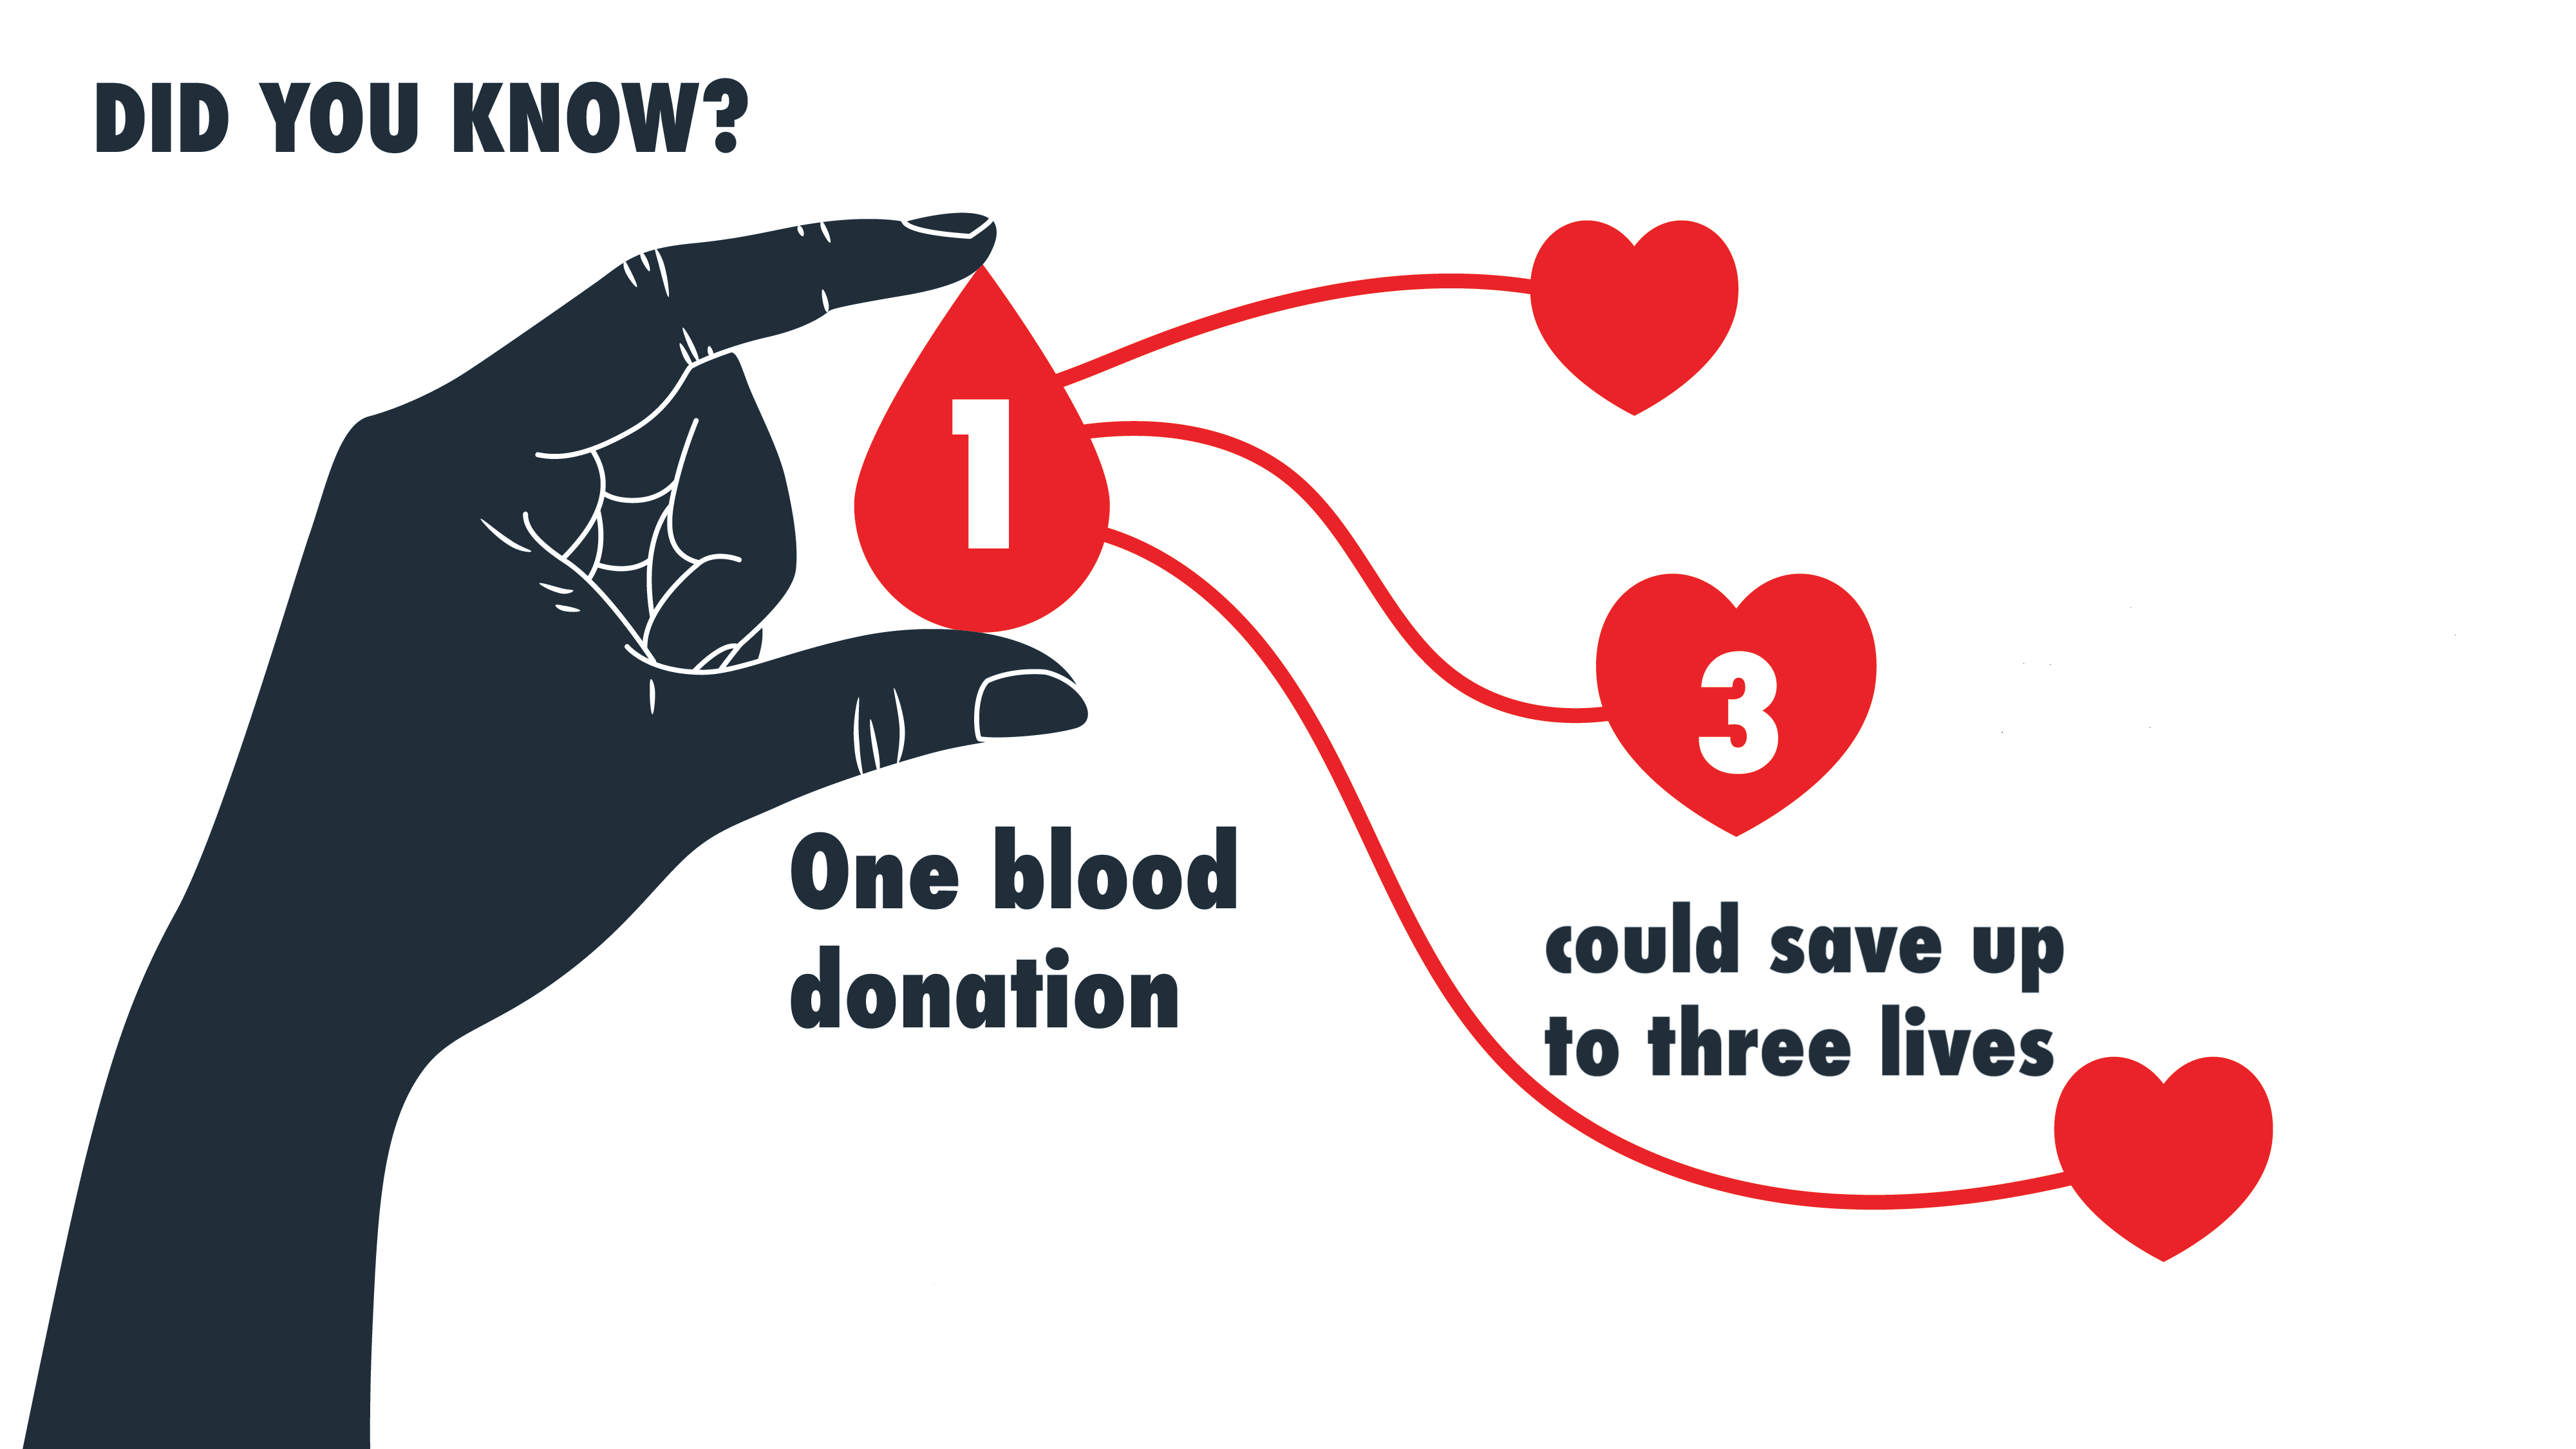 DID YOU KNOW?
1
3
One blood
donation
could save up
to three lives